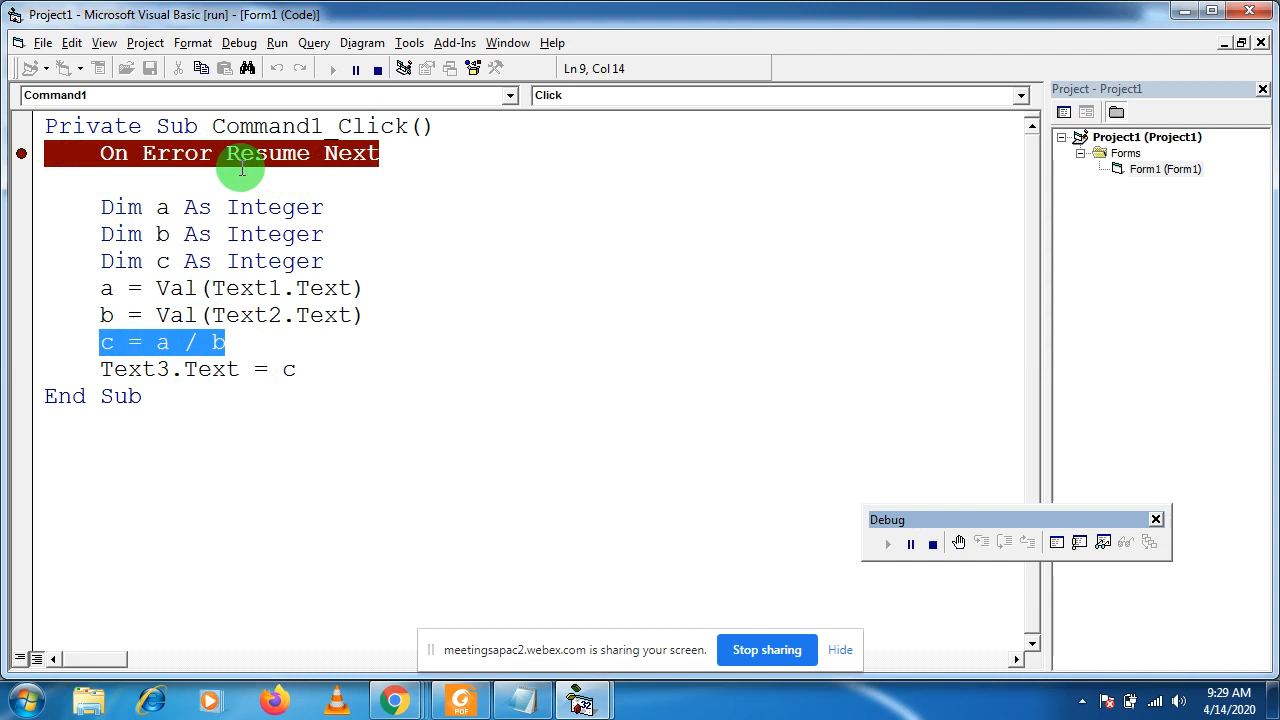 Project1 - Microsoft Visual Basic [run] - [Form1 (Code)]
File Edit View Project Format Debug Run Query Diagram Tools Add-Ins Window Help
Ln 9, Col 14
Command1 Click
Private Sub Command1_Click()
On Error Resume Next
Dim a As Integer
Dim b As Integer
Dim c As Integer
a = Val(Text1.Text)
b = Val(Text2.Text)
c = a / b
Text3.Text = c
End Sub
Project - Project1
Project1 (Project1)
Forms
Form1 (Form1)
Debug
meetingsapac2.webex.com is sharing your screen. Stop sharing Hide
PDF
32
9:29 AM
4/14/2020